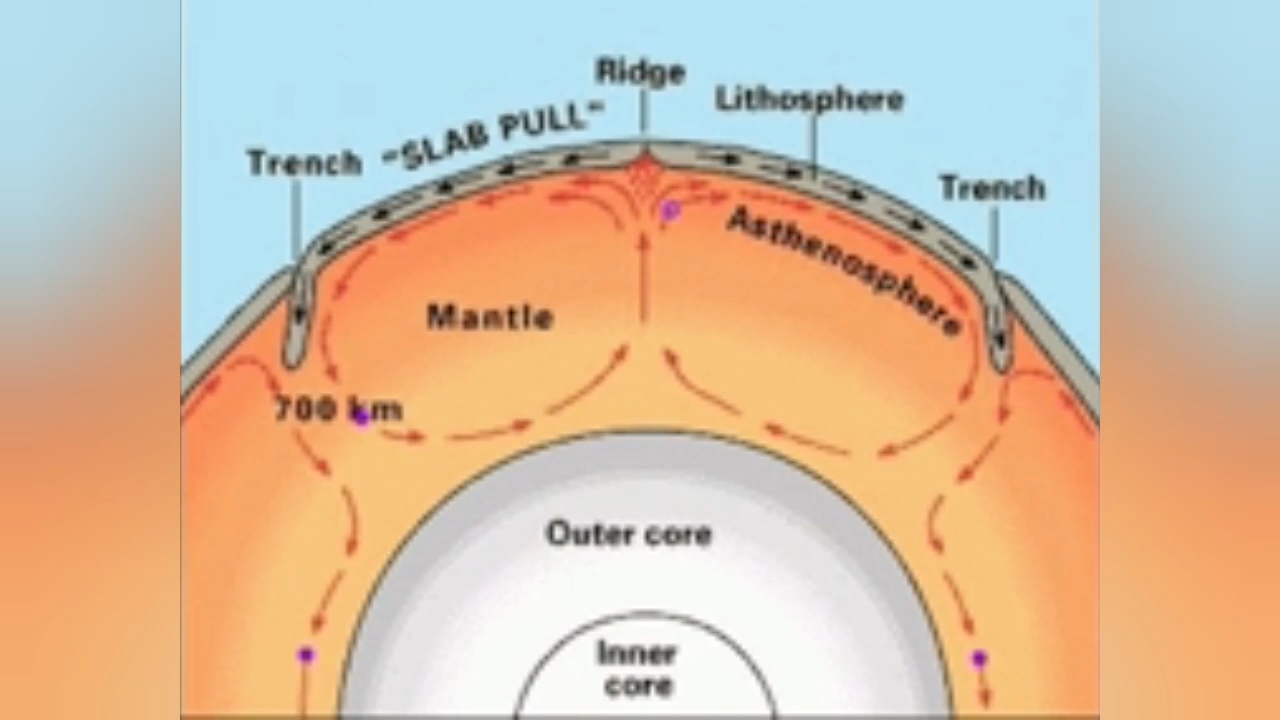 Ridge
Lithosphere
"SLAB PULL"
Trench
Trench
Asthenosphere
Mantle
700 km
Outer core
Inner
core